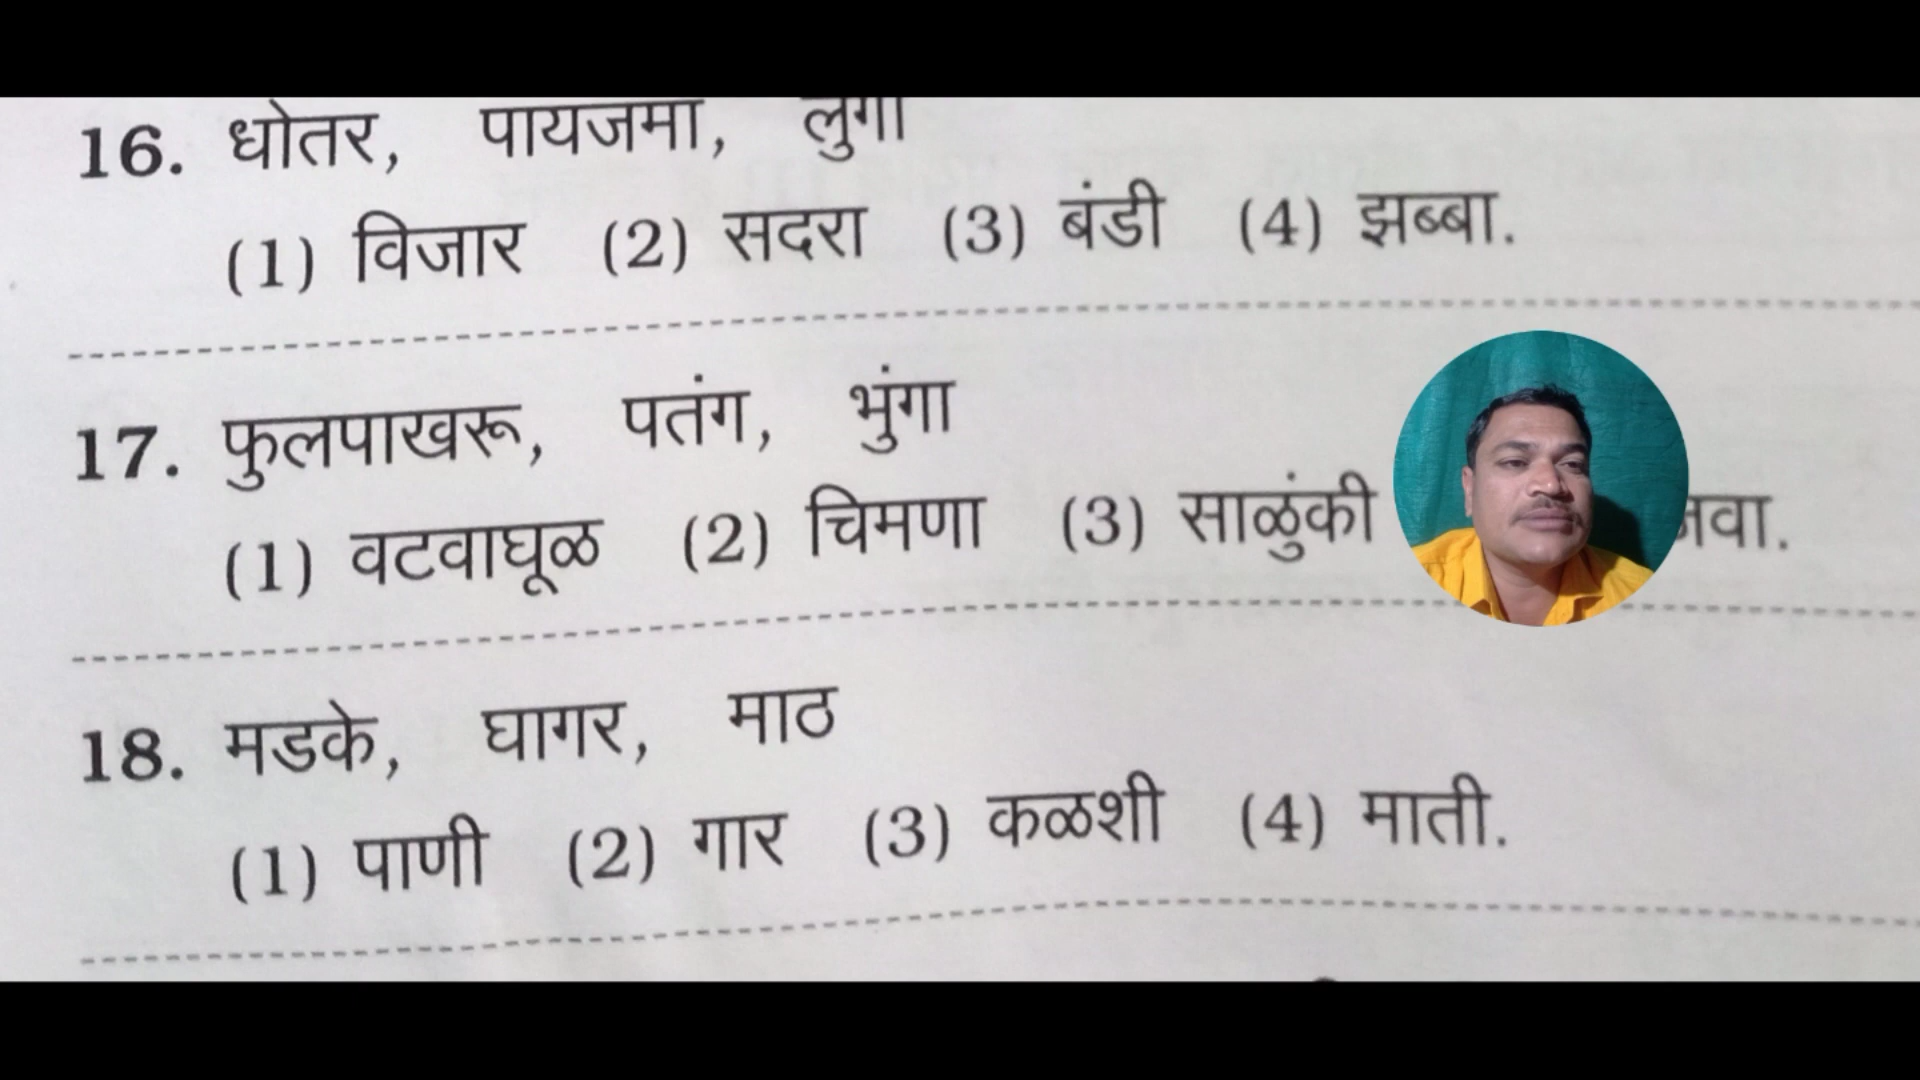 16. धोतर, पायजमा,
(1) विजार (2) सदरा (3) बंडी (4) झब्बा.
17. फुलपाखरू, पतंग, भुंगा
(1) वटवाघूळ (2) चिमणा (3) साळुंकी
18. मडके, घागर, माठ
(1) पाणी (2) गार (3) कळशी (4) माती.